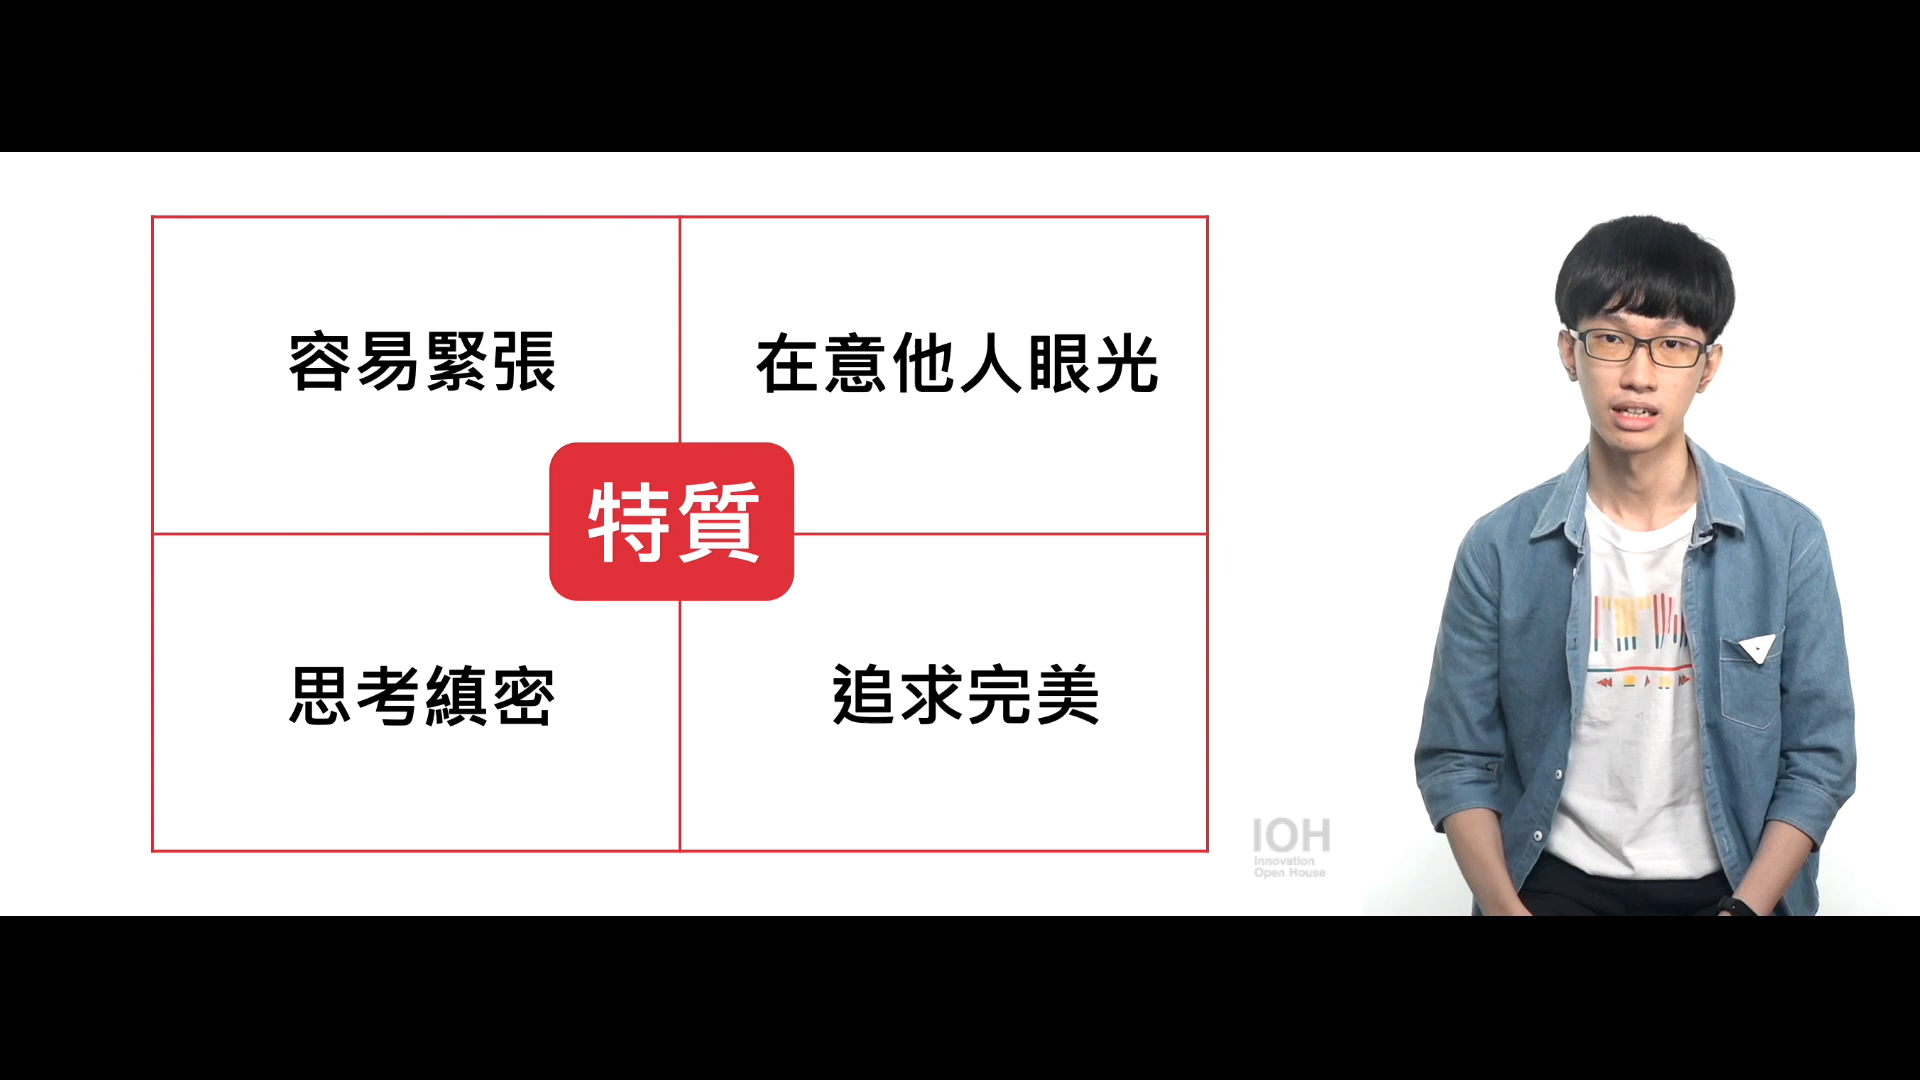 容易緊張
在意他人眼光
特質
思考縝密
追求完美
IOH
Innovation
Open House